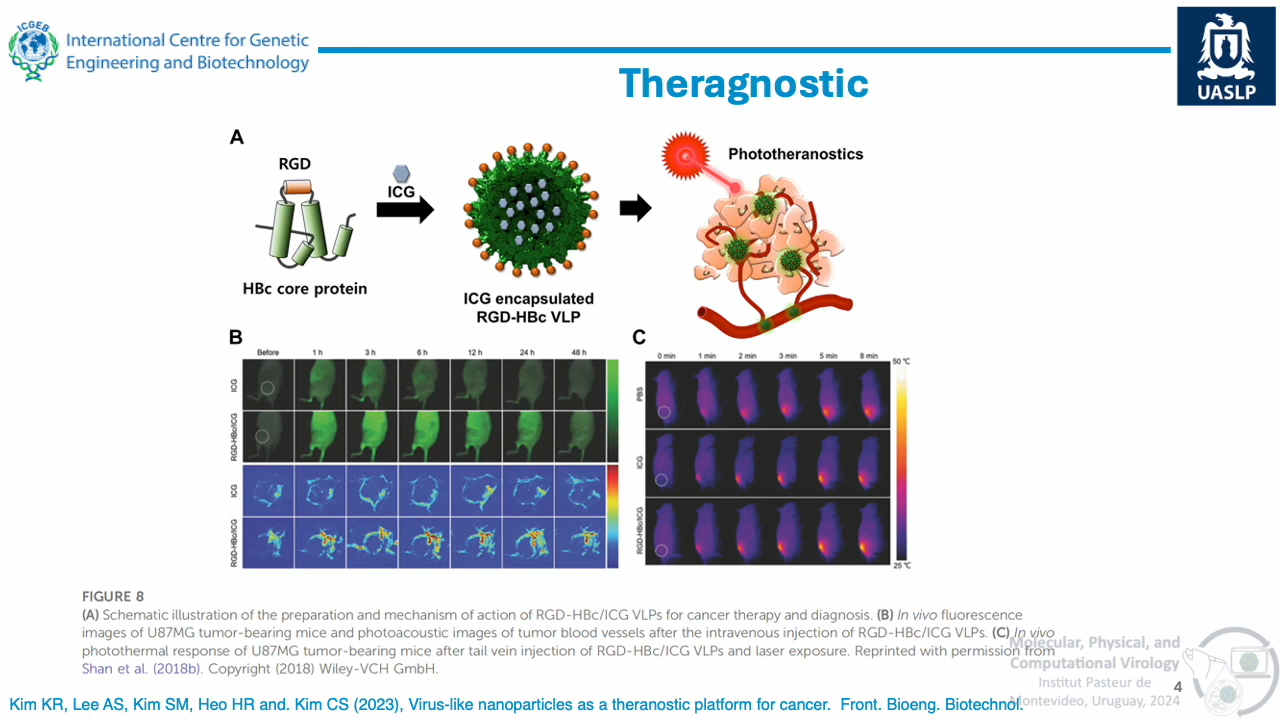 ICGEB
International Centre for Genetic
Engineering and Biotechnology
UASLP
Theragnostic
A
RGD
HBc core protein
ICG
ICG encapsulated
RGD-HBc VLP
Phototheranostics
B
Before 1 h 3 h 6 h 12 h 24 h 48 h
ICG
RGD-HBc/ICG
ICG
RGD-HBc/ICG
C
0 min 1 min 2 min 3 min 5 min 8 min
50 ℃
PBS
ICG
RGD-HBc/ICG
25 ℃
FIGURE 8
(A) Schematic illustration of the preparation and mechanism of action of RGD-HBc/ICG VLPs for cancer therapy and diagnosis. (B) In vivo fluorescence
images of U87MG tumor-bearing mice and photoacoustic images of tumor blood vessels after the intravenous injection of RGD-HBc/ICG VLPs. (C) In vivo
photothermal response of U87MG tumor-bearing mice after tail vein injection of RGD-HBc/ICG VLPs and laser exposure. Reprinted with permission from
Shan et al. (2018b). Copyright (2018) Wiley-VCH GmbH.
Molecular, Physical, and
Computational Virology
Institut Pasteur de
Montevideo, Uruguay, 2024
4
Kim KR, Lee AS, Kim SM, Heo HR and. Kim CS (2023), Virus-like nanoparticles as a theranostic platform for cancer. Front. Bioeng. Biotechnol.